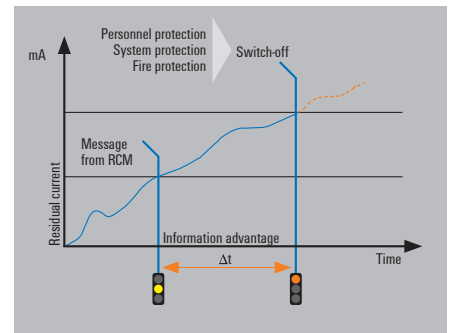 Personnel protection
System protection
Fire protection
Switch-off
mA
Message
from RCM
Residual current
Information advantage
Δt
Time